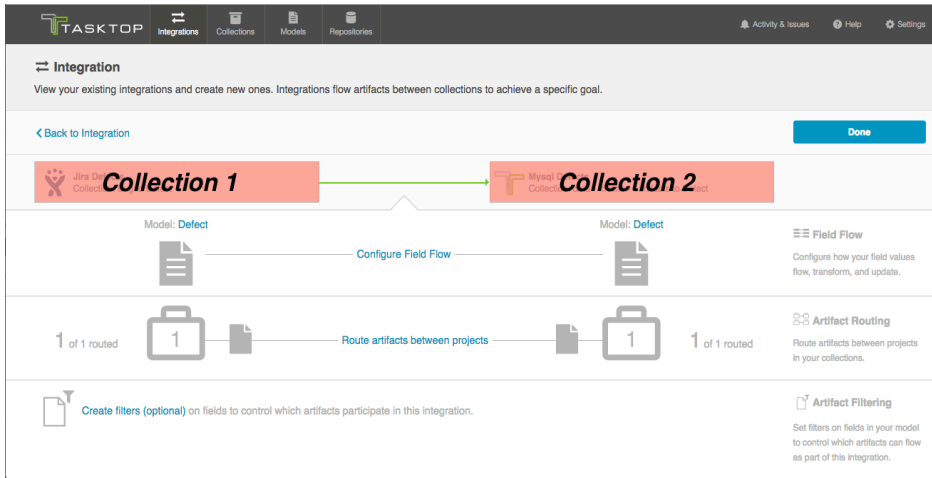 TASKTOP
Integrations
Collections
Models
Repositories
Activity & Issues
Help
Settings
Integration
View your existing integrations and create new ones. Integrations flow artifacts between collections to achieve a specific goal.
Back to Integration
Done
Jira
Collection 1
Mysql
Collection 2
Model: Defect
Model: Defect
Configure Field Flow
Field Flow
Configure how your field values
flow, transform, and update.
1 of 1 routed
1
Route artifacts between projects
1
1 of 1 routed
Artifact Routing
Route artifacts between projects
in your collections.
Create filters (optional) on fields to control which artifacts participate in this integration.
Artifact Filtering
Set filters on fields in your model
to control which artifacts can flow
as part of this integration.